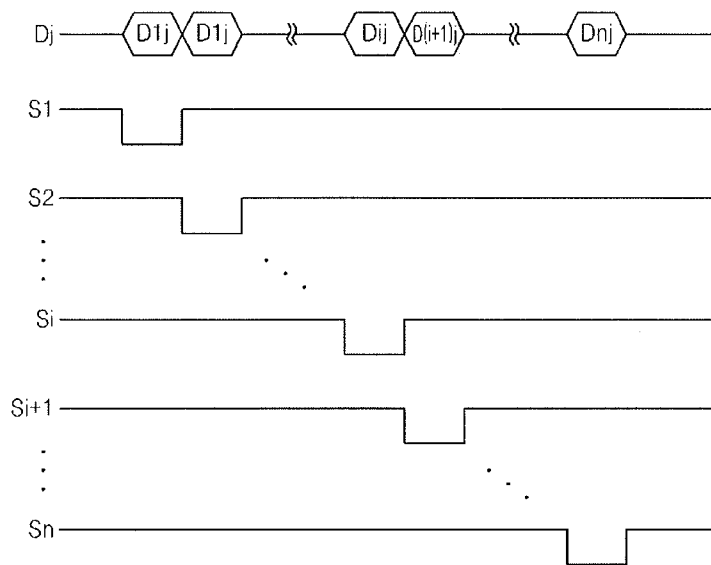 Dj D1j D1j Dij D(i+1)j Dnj
S1
S2
Si
Si+1
Sn